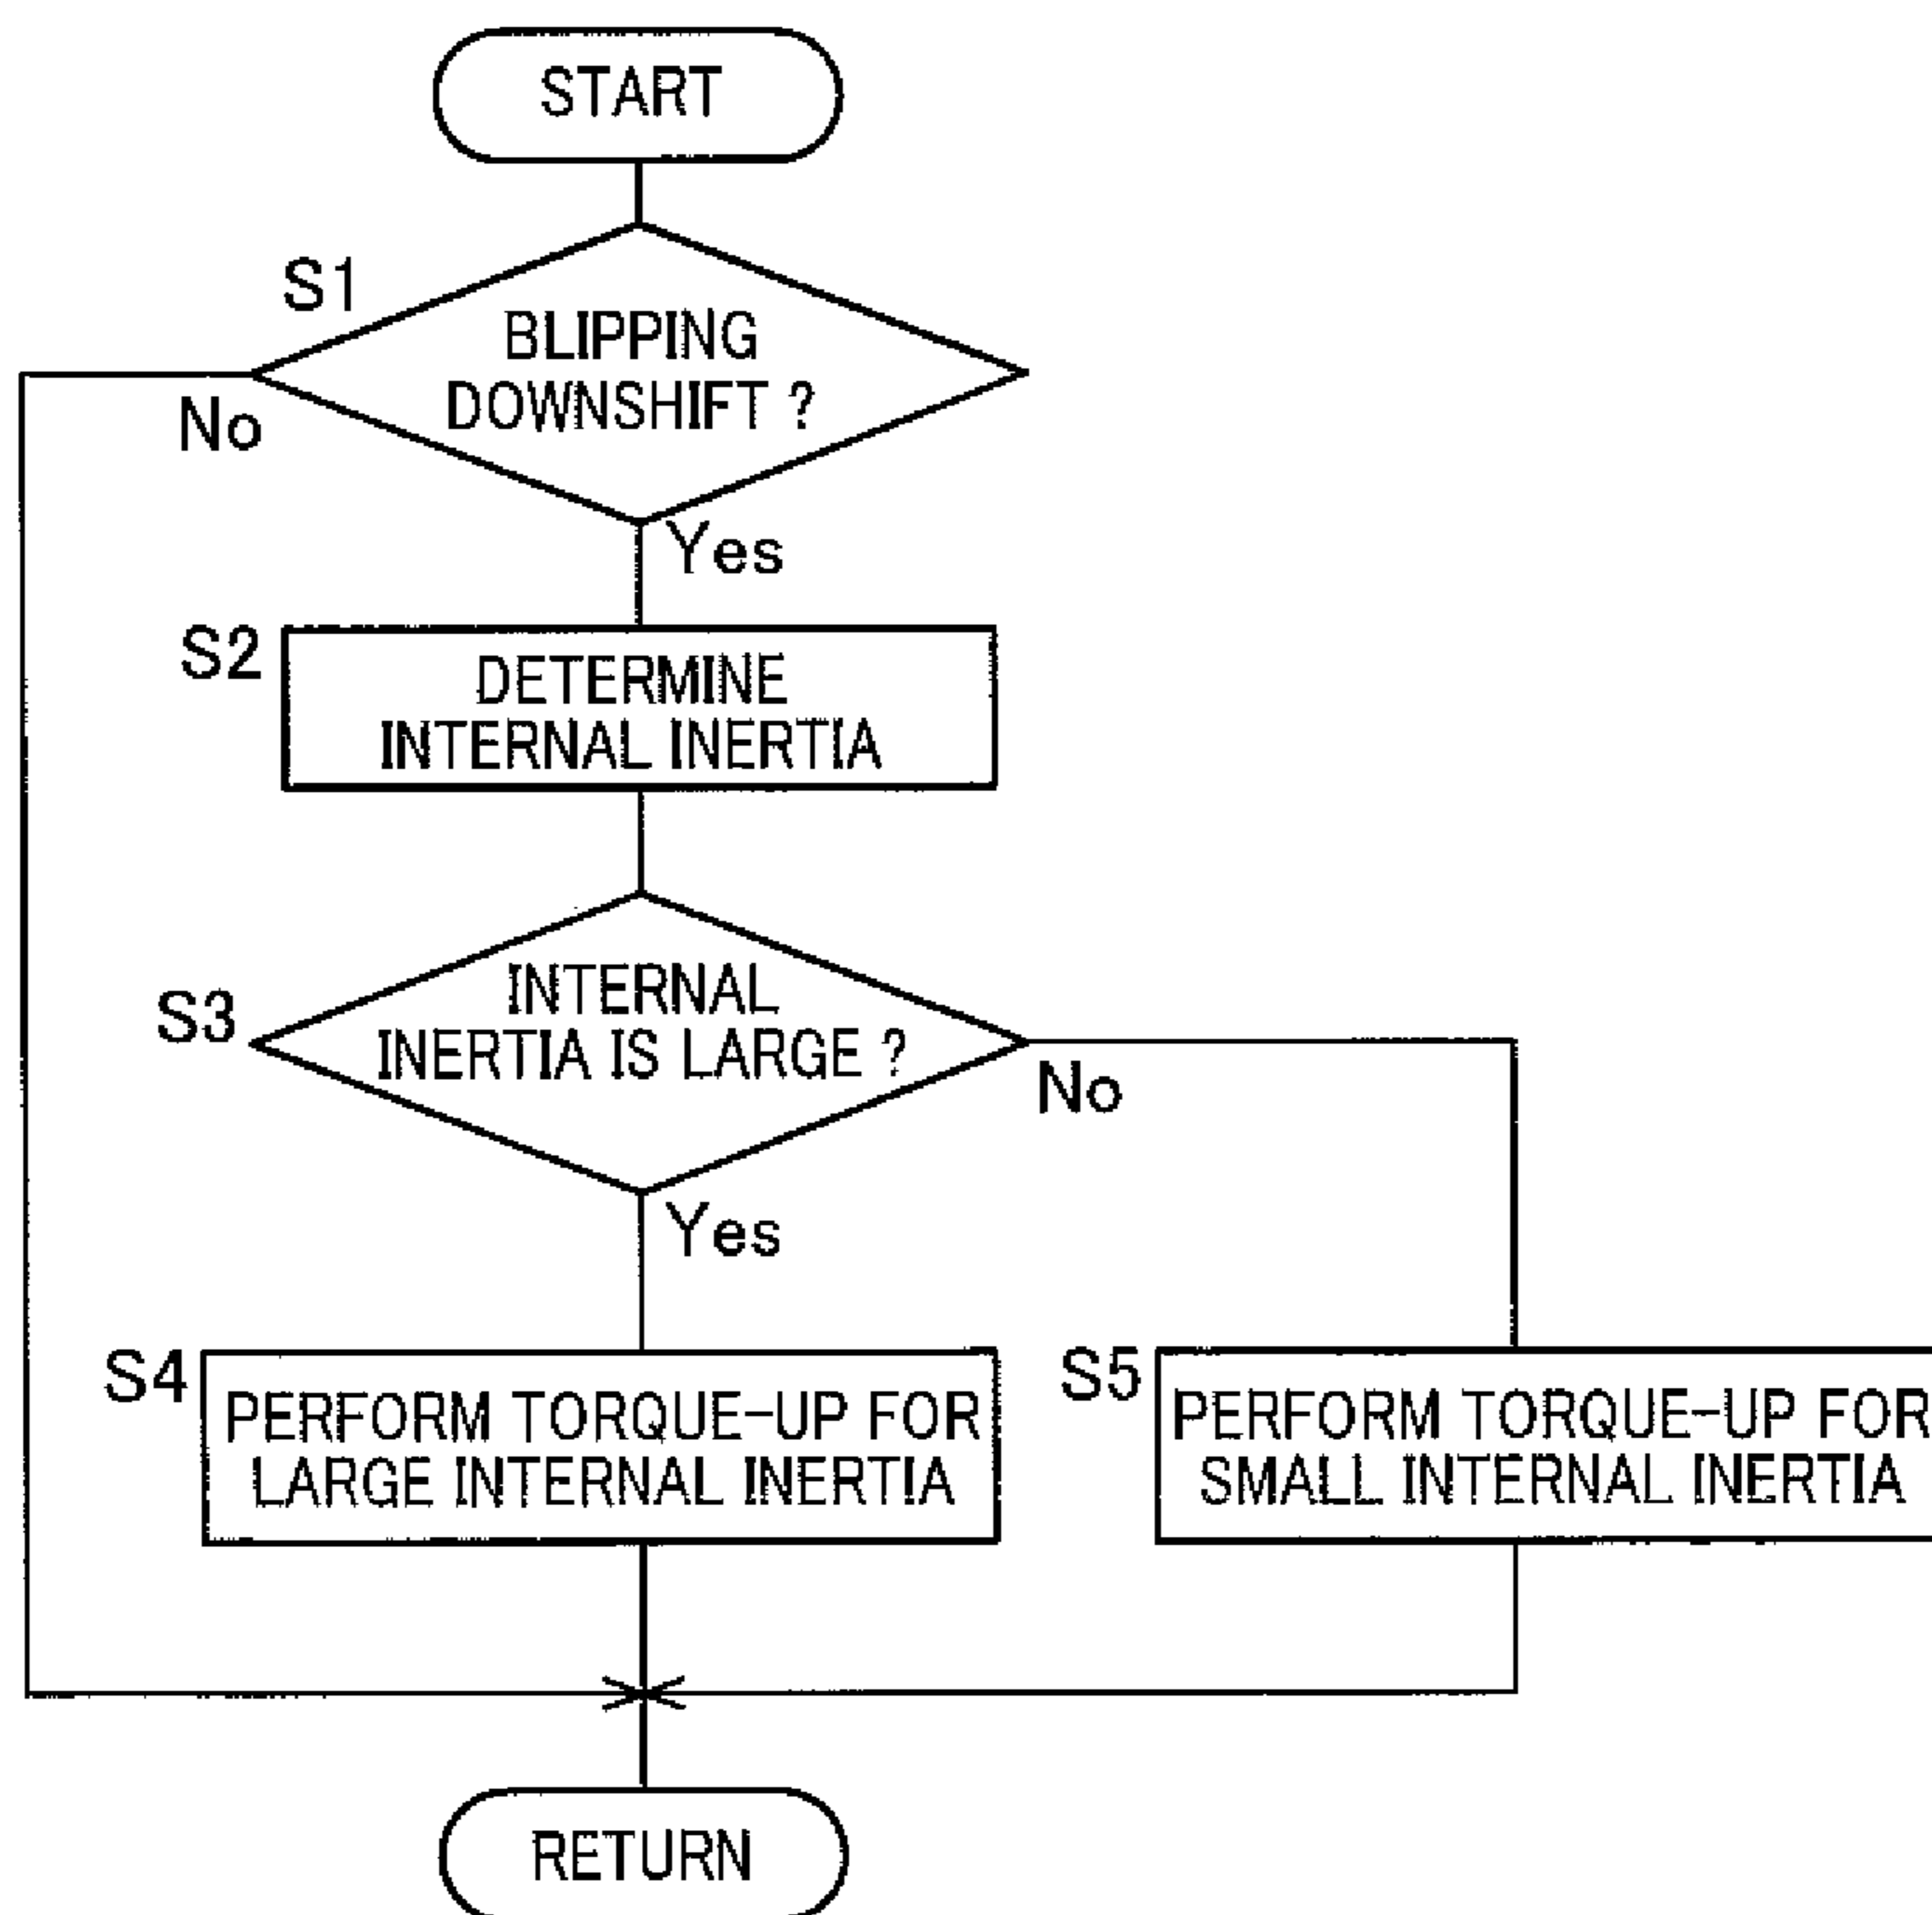 START
S1
BLIPPING
DOWNSHIFT ?
No
Yes
S2
DETERMINE
INTERNAL INERTIA
S3
INTERNAL
INERTIA IS LARGE ?
No
Yes
S4
PERFORM TORQUE-UP FOR
LARGE INTERNAL INERTIA
S5
PERFORM TORQUE-UP FOR
SMALL INTERNAL INERTIA
RETURN